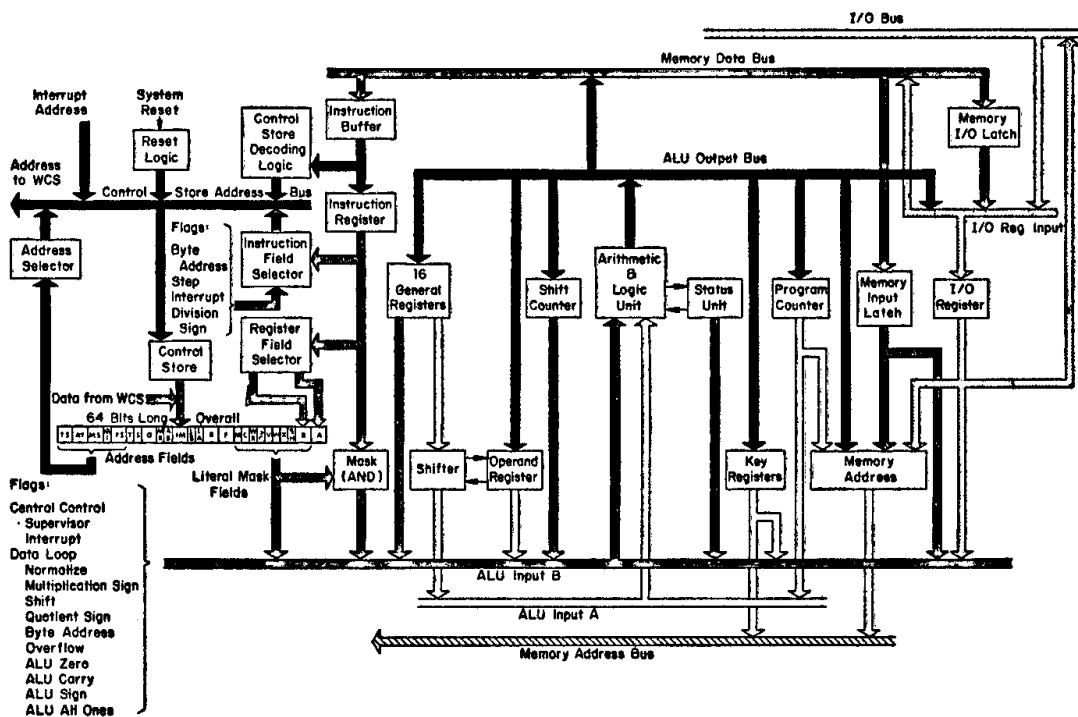 I/O Bus
Memory Data Bus
Interrupt
Address
System
Reset
Reset
Logic
Control
Store
Decoding
Logic
Instruction
Buffer
Memory
I/O Latch
ALU Output Bus
Address
to WCS
Control Store Address Bus
Instruction
Register
I/O Reg Input
Address
Selector
Flags:
Byte
Address
Step
Interrupt
Division
Sign
Instruction
Field
Selector
16
General
Registers
Shift
Counter
Arithmetic
&
Logic
Unit
Status
Unit
Program
Counter
Memory
Input
Latch
I/O
Register
Register
Field
Selector
Control
Store
Data from WCS
64 Bits Long Overall
Address Fields
Literal Mask
Fields
Mask
(AND)
Shifter
Operand
Register
Key
Registers
Memory
Address
Flags:
Central Control
· Supervisor
Interrupt
Data Loop
Normalize
Multiplication Sign
Shift
Quotient Sign
Byte Address
Overflow
ALU Zero
ALU Carry
ALU Sign
ALU All Ones
ALU Input B
ALU Input A
Memory Address Bus